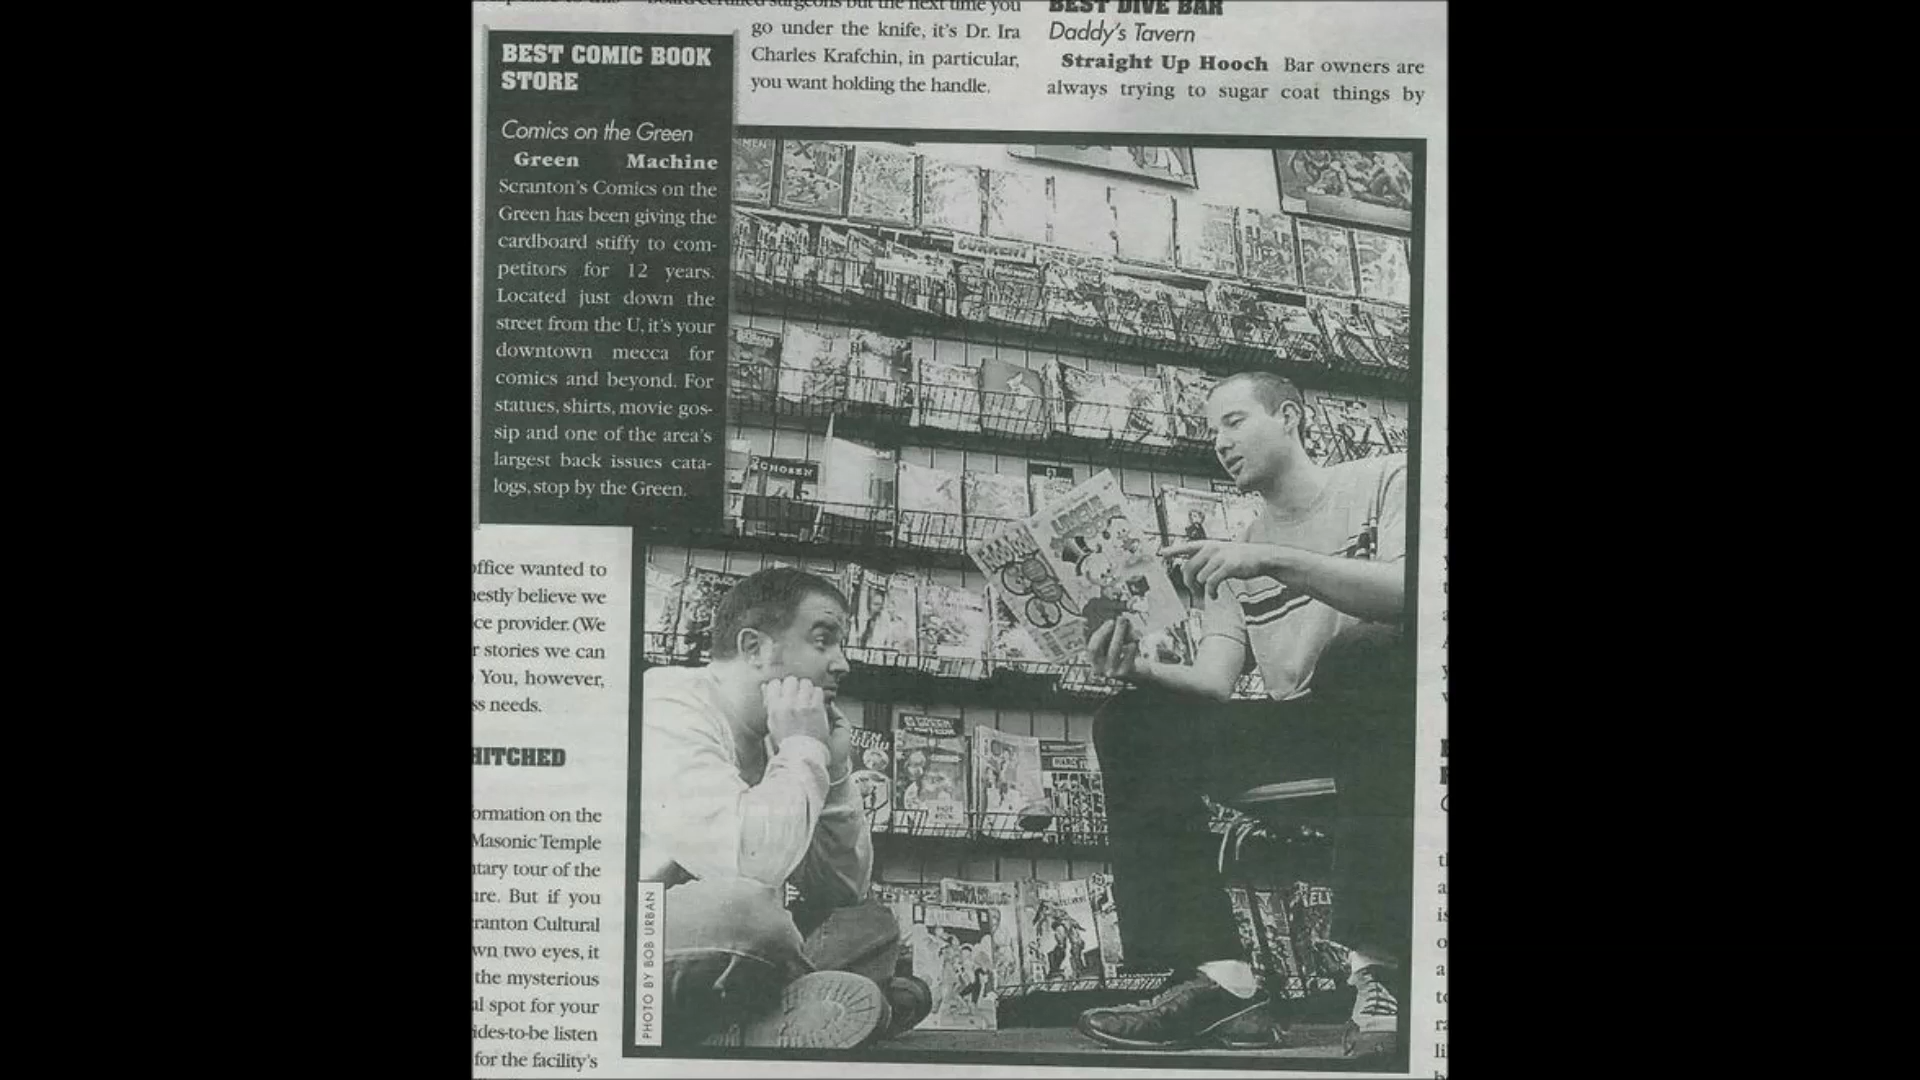 go under the knife, it's Dr. Ira
Charles Krafchin, in particular,
you want holding the handle.
BEST DIVE BAR
Daddy's Tavern
Straight Up Hooch Bar owners are
always trying to sugar coat things by
BEST COMIC BOOK
STORE
Comics on the Green
Green Machine
Scranton's Comics on the
Green has been giving the
cardboard stiffy to com-
petitors for 12 years.
Located just down the
street from the U, it's your
downtown mecca for
comics and beyond. For
statues, shirts, movie gos-
sip and one of the area's
largest back issues cata-
logs, stop by the Green.
CURRENT
CHOSEN
UNCLE
office wanted to
estly believe we
ce provider. (We
r stories we can
You, however,
ss needs.
HITCHED
ormation on the
Masonic Temple
tary tour of the
ure. But if you
ranton Cultural
wn two eyes, it
the mysterious
al spot for your
ides-to-be listen
for the facility's
PHOTO BY BOB URBAN